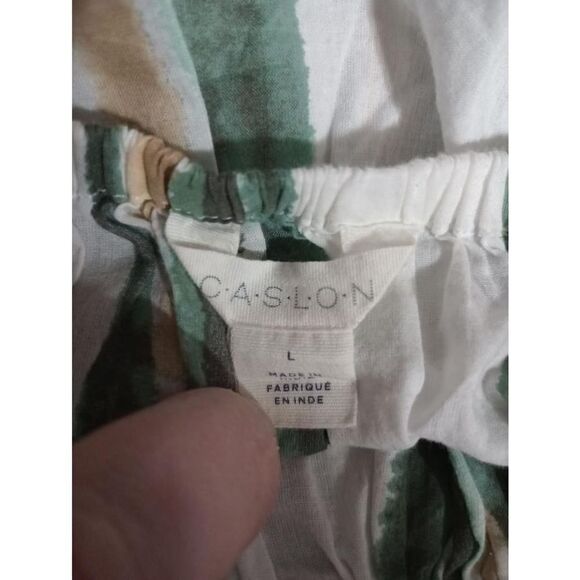 C·A·S·L·O·N
L
MADE IN
FABRIQUÉ
EN INDE